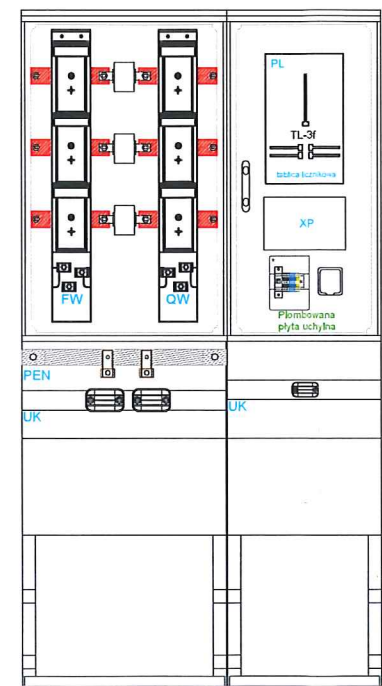 PL
TL-3f
tablica licznikowa
XP
FW
QW
Plombowana
płyta uchylna
PEN
UK
UK